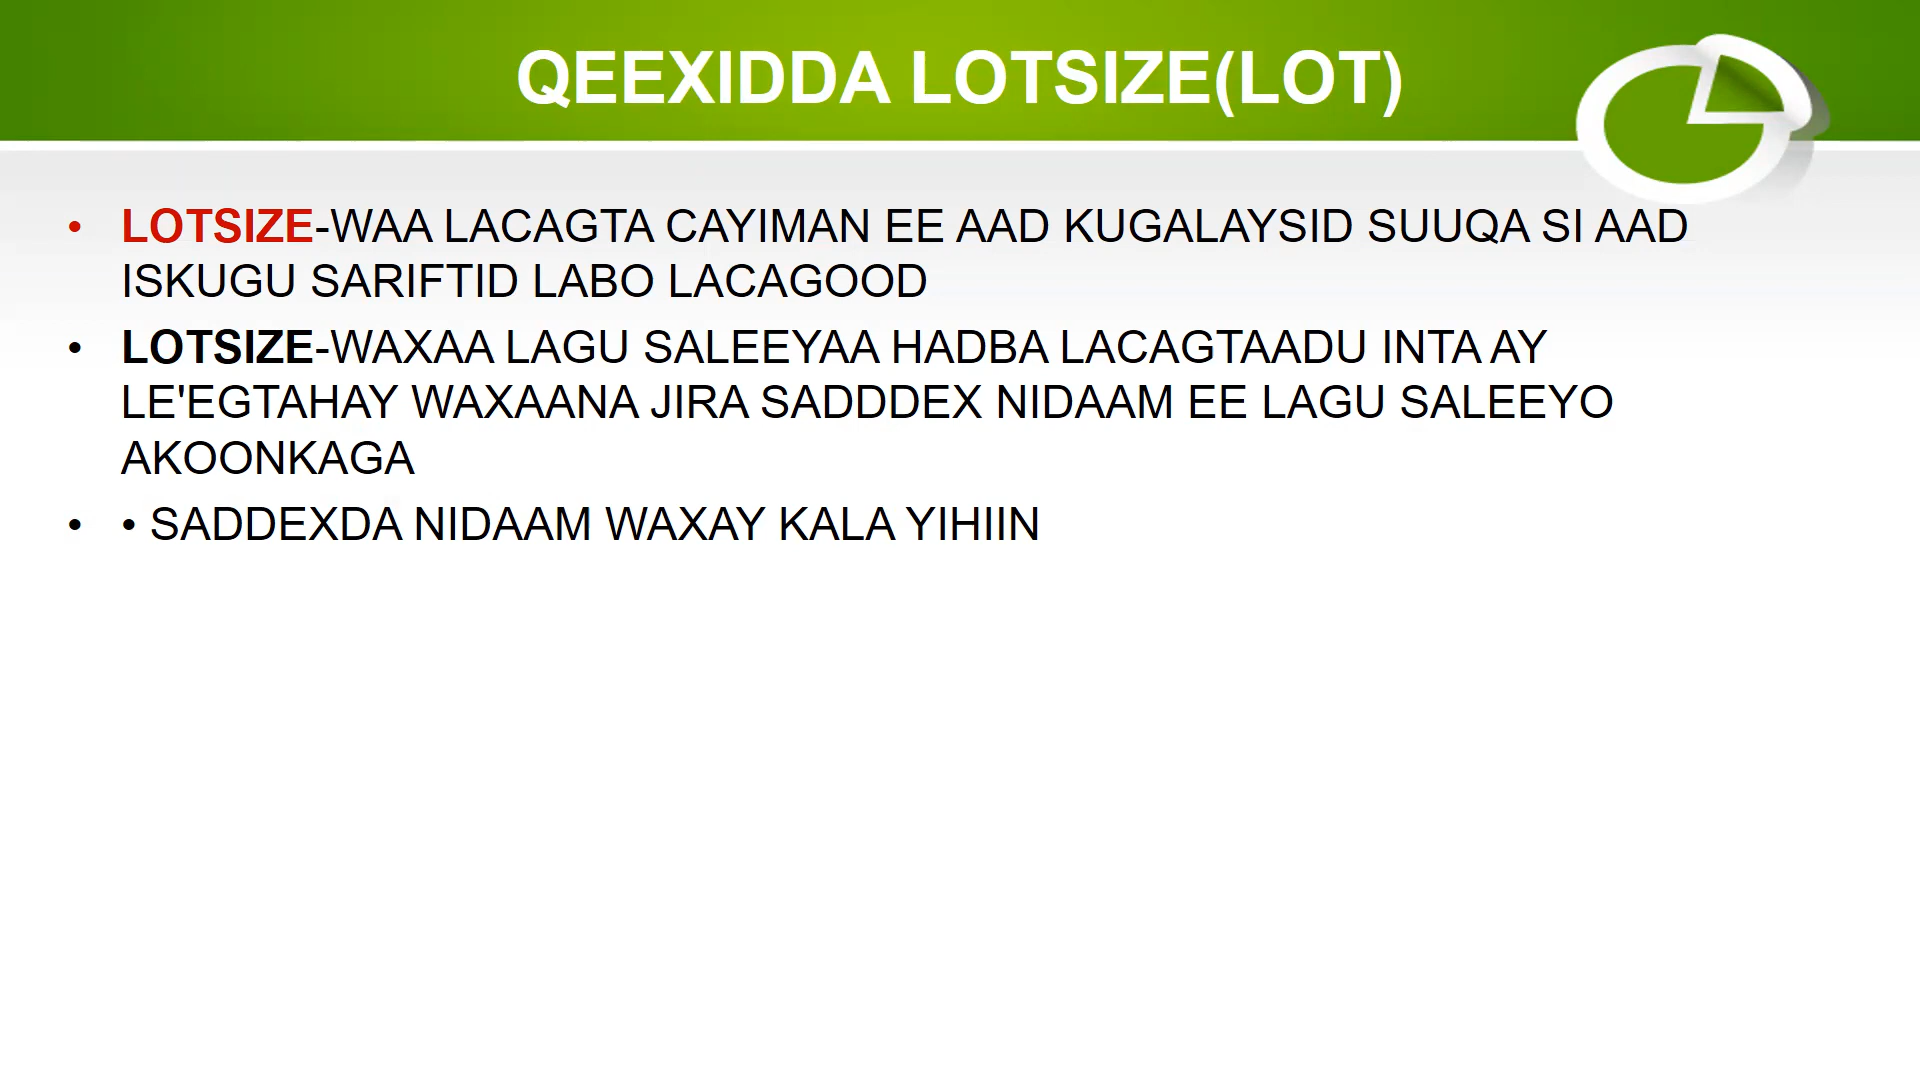 QEEXIDDA LOTSIZE(LOT)
• LOTSIZE-WAA LACAGTA CAYIMAN EE AAD KUGALAYSID SUUQA SI AAD
ISKUGU SARIFTID LABO LACAGOOD
• LOTSIZE-WAXAA LAGU SALEEYAA HADBA LACAGTAADU INTA AY
LE'EGTAHAY WAXAANA JIRA SADDDEX NIDAAM EE LAGU SALEEYO
AKOONKAGA
• • SADDEXDA NIDAAM WAXAY KALA YIHIIN